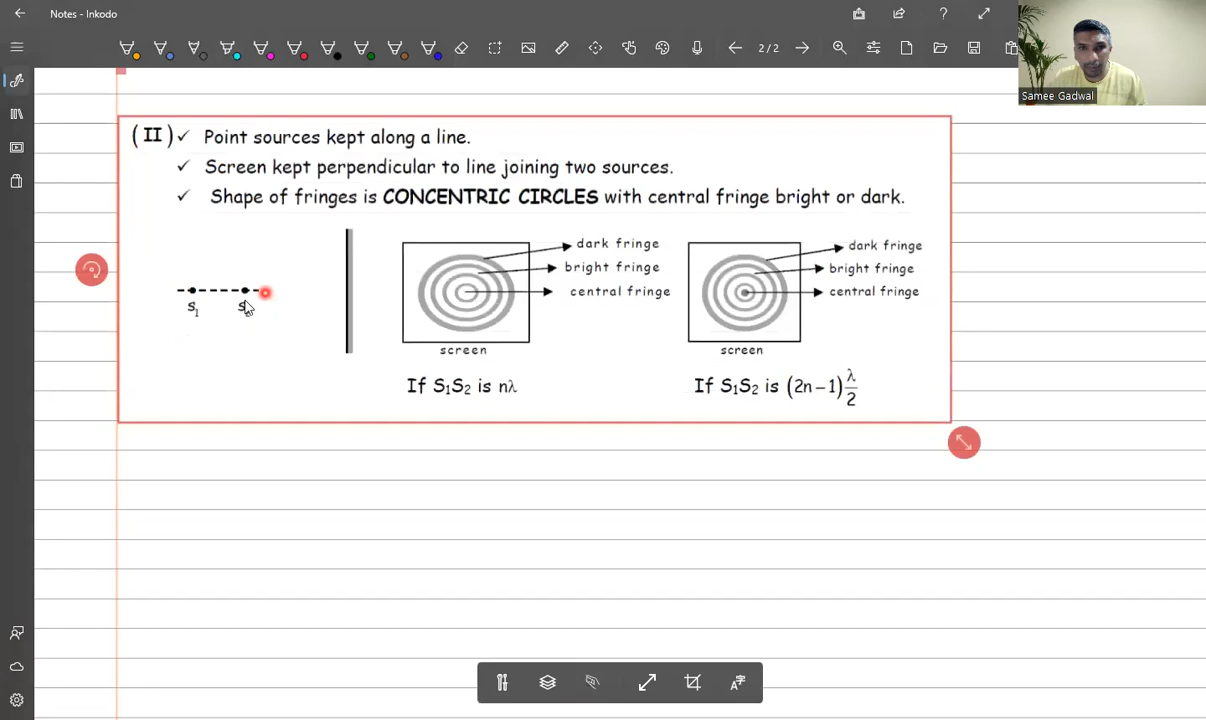 Notes - Inkodo
2/2
Samee Gadwal
(II) ✓ Point sources kept along a line.
✓ Screen kept perpendicular to line joining two sources.
✓ Shape of fringes is CONCENTRIC CIRCLES with central fringe bright or dark.
dark fringe
bright fringe
central fringe
screen
If S₁S₂ is nλ
dark fringe
bright fringe
central fringe
screen
If S₁S₂ is (2n-1) λ/2
S₁